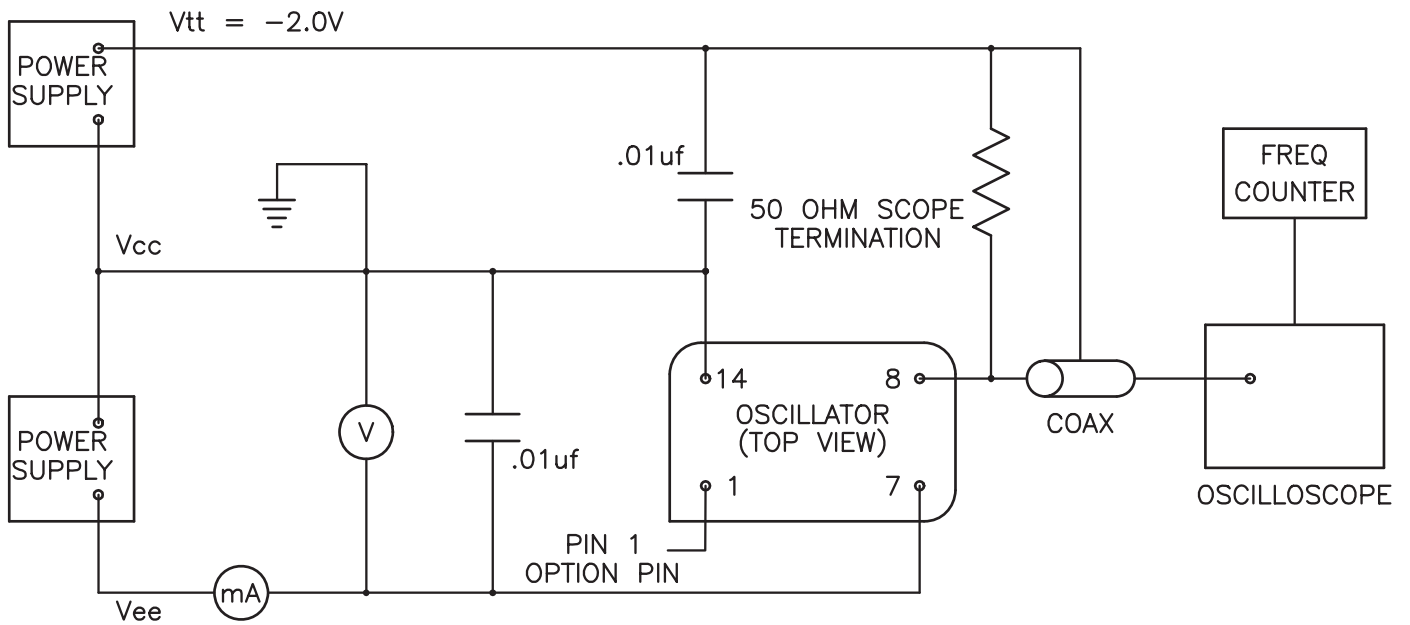 Vtt = -2.0V
POWER
SUPPLY
.01uf
50 OHM SCOPE
TERMINATION
FREQ
COUNTER
Vcc
14
8
OSCILLATOR
(TOP VIEW)
1
7
COAX
OSCILLOSCOPE
POWER
SUPPLY
V
.01uf
PIN 1
OPTION PIN
mA
Vee